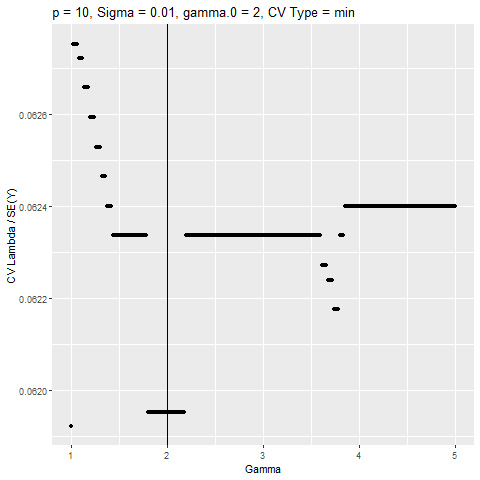 p = 10, Sigma = 0.01, gamma.0 = 2, CV Type = min
CV Lambda / SE(Y)
0.0626
0.0624
0.0622
0.0620
1 2 3 4 5
Gamma